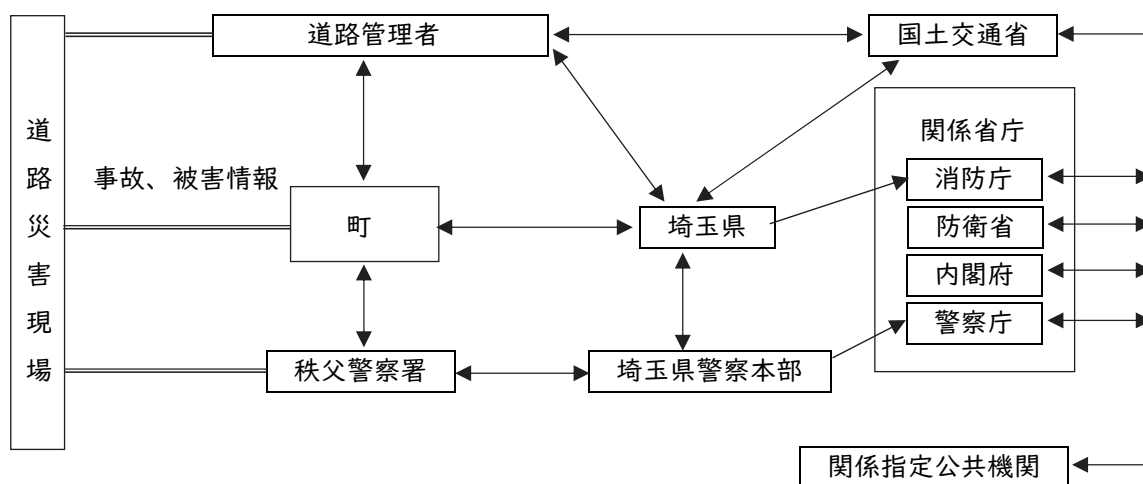 道路災害現場
道路管理者
国土交通省
関係省庁
事故、被害情報
消防庁
町
埼玉県
防衛省
内閣府
警察庁
秩父警察署
埼玉県警察本部
関係指定公共機関